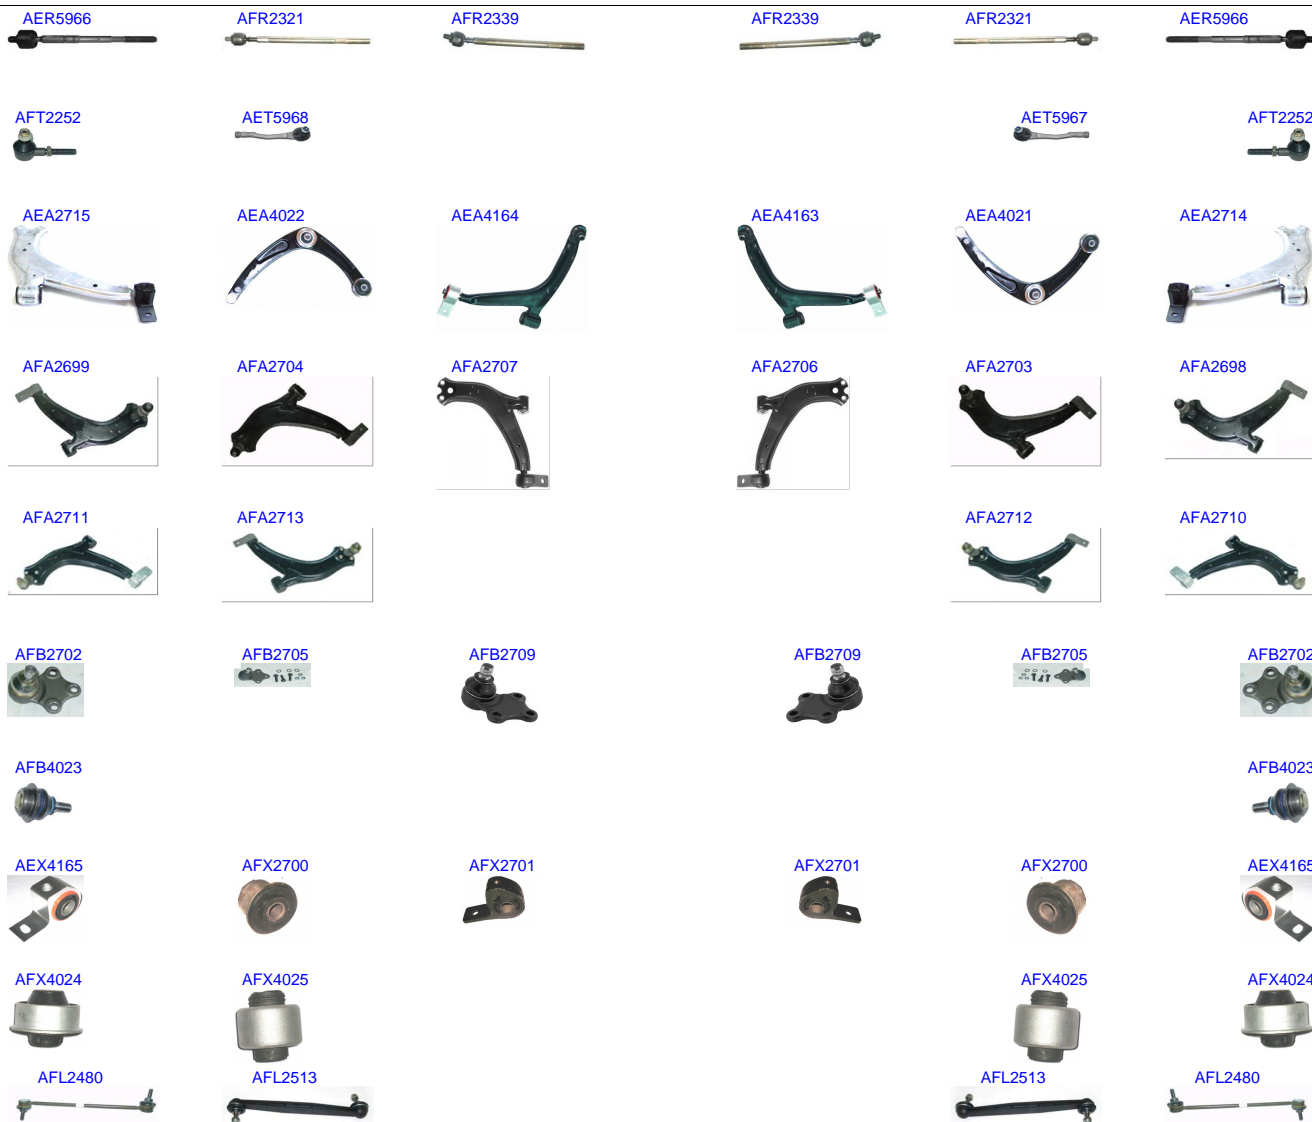 AER5966 AFR2321 AFR2339 AFR2339 AFR2321 AER5966
AFT2252 AET5968 AET5967 AFT2252
AEA2715 AEA4022 AEA4164 AEA4163 AEA4021 AEA2714
AFA2699 AFA2704 AFA2707 AFA2706 AFA2703 AFA2698
AFA2711 AFA2713 AFA2712 AFA2710
AFB2702 AFB2705 AFB2709 AFB2709 AFB2705 AFB2702
AFB4023 AFB4023
AEX4165 AFX2700 AFX2701 AFX2701 AFX2700 AEX4165
AFX4024 AFX4025 AFX4025 AFX4024
AFL2480 AFL2513 AFL2513 AFL2480